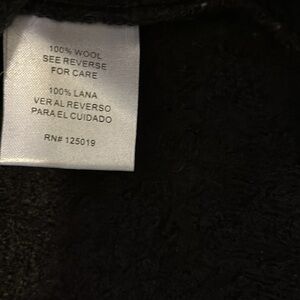 100% WOOL
SEE REVERSE
FOR CARE
100% LANA
VER AL REVERSO
PARA EL CUIDADO
RN# 125019